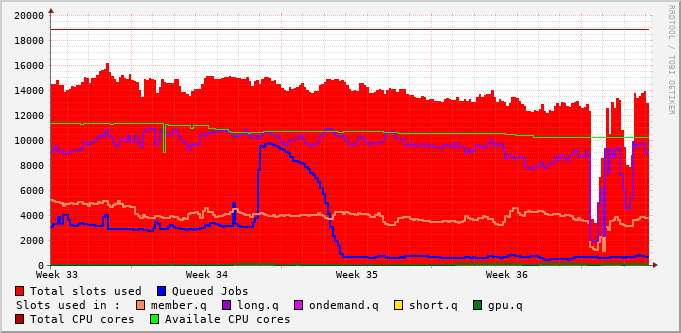 20000
18000
16000
14000
12000
10000
8000
6000
4000
2000
0
Week 33 Week 34 Week 35 Week 36
Total slots used Queued Jobs
Slots used in : member.q long.q ondemand.q short.q gpu.q
Total CPU cores Availale CPU cores
RRDTOOL / TOBI OETIKER